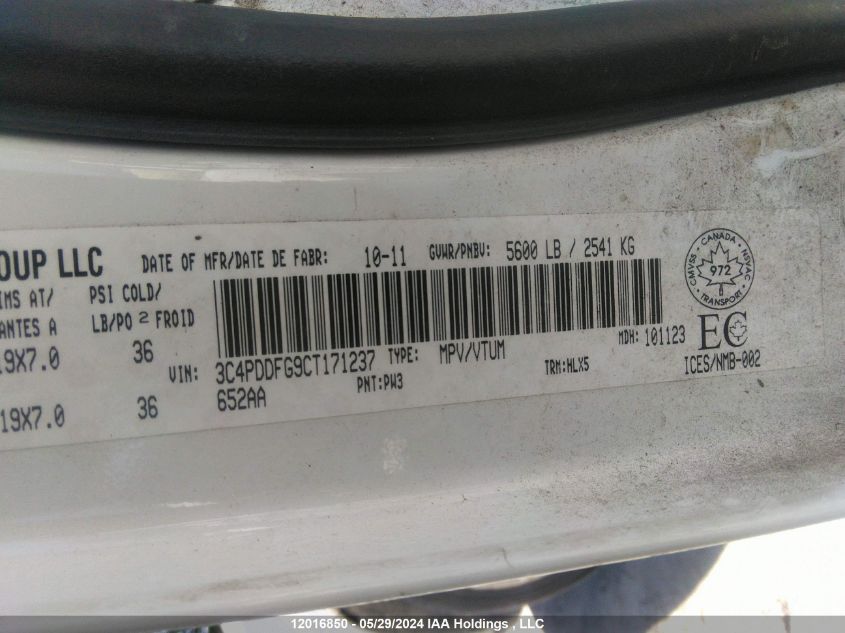 OUP LLC DATE OF MFR/DATE DE FABR: 10-11 GVWR/PNBV: 5600 LB / 2541 KG
IMS AT/ PSI COLD/
ANTES A LB/PO 2 FROID
19X7.0 36
19X7.0 36
VIN: 3C4PDDFG9CT171237 TYPE: MPV/VTUM MDH: 101123
PNT:PW3 TRM:HLX5
652AA
CMVSS · CANADA · NSVAC
972
TRANSPORT
EC
ICES/NMB-002
12016850 - 05/29/2024 IAA Holdings , LLC